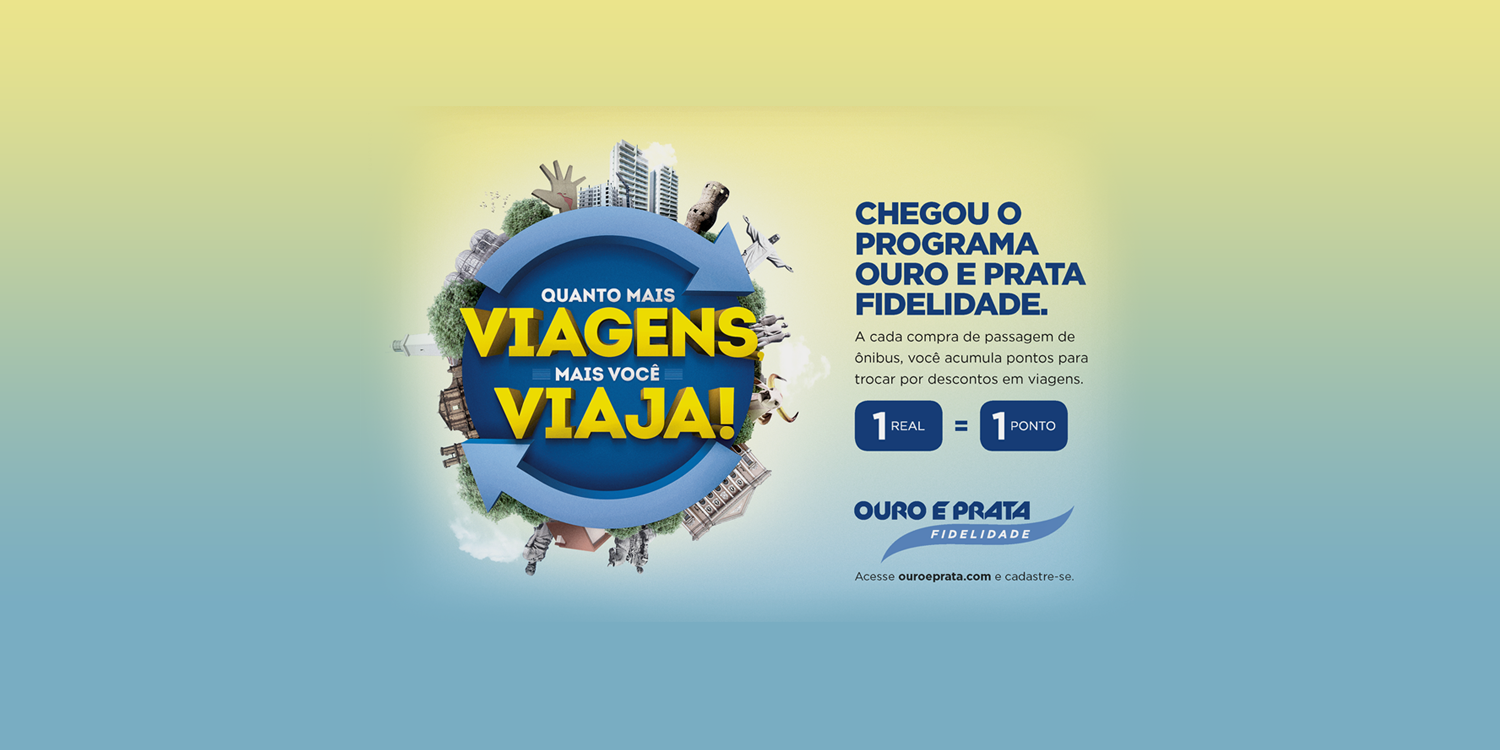 QUANTO MAIS
VIAGENS,
MAIS VOCÊ
VIAJA!
CHEGOU O
PROGRAMA
OURO E PRATA
FIDELIDADE.
A cada compra de passagem de
ônibus, você acumula pontos para
trocar por descontos em viagens.
1 REAL = 1 PONTO
OURO E PRATA
FIDELIDADE
Acesse ouroeprata.com e cadastre-se.